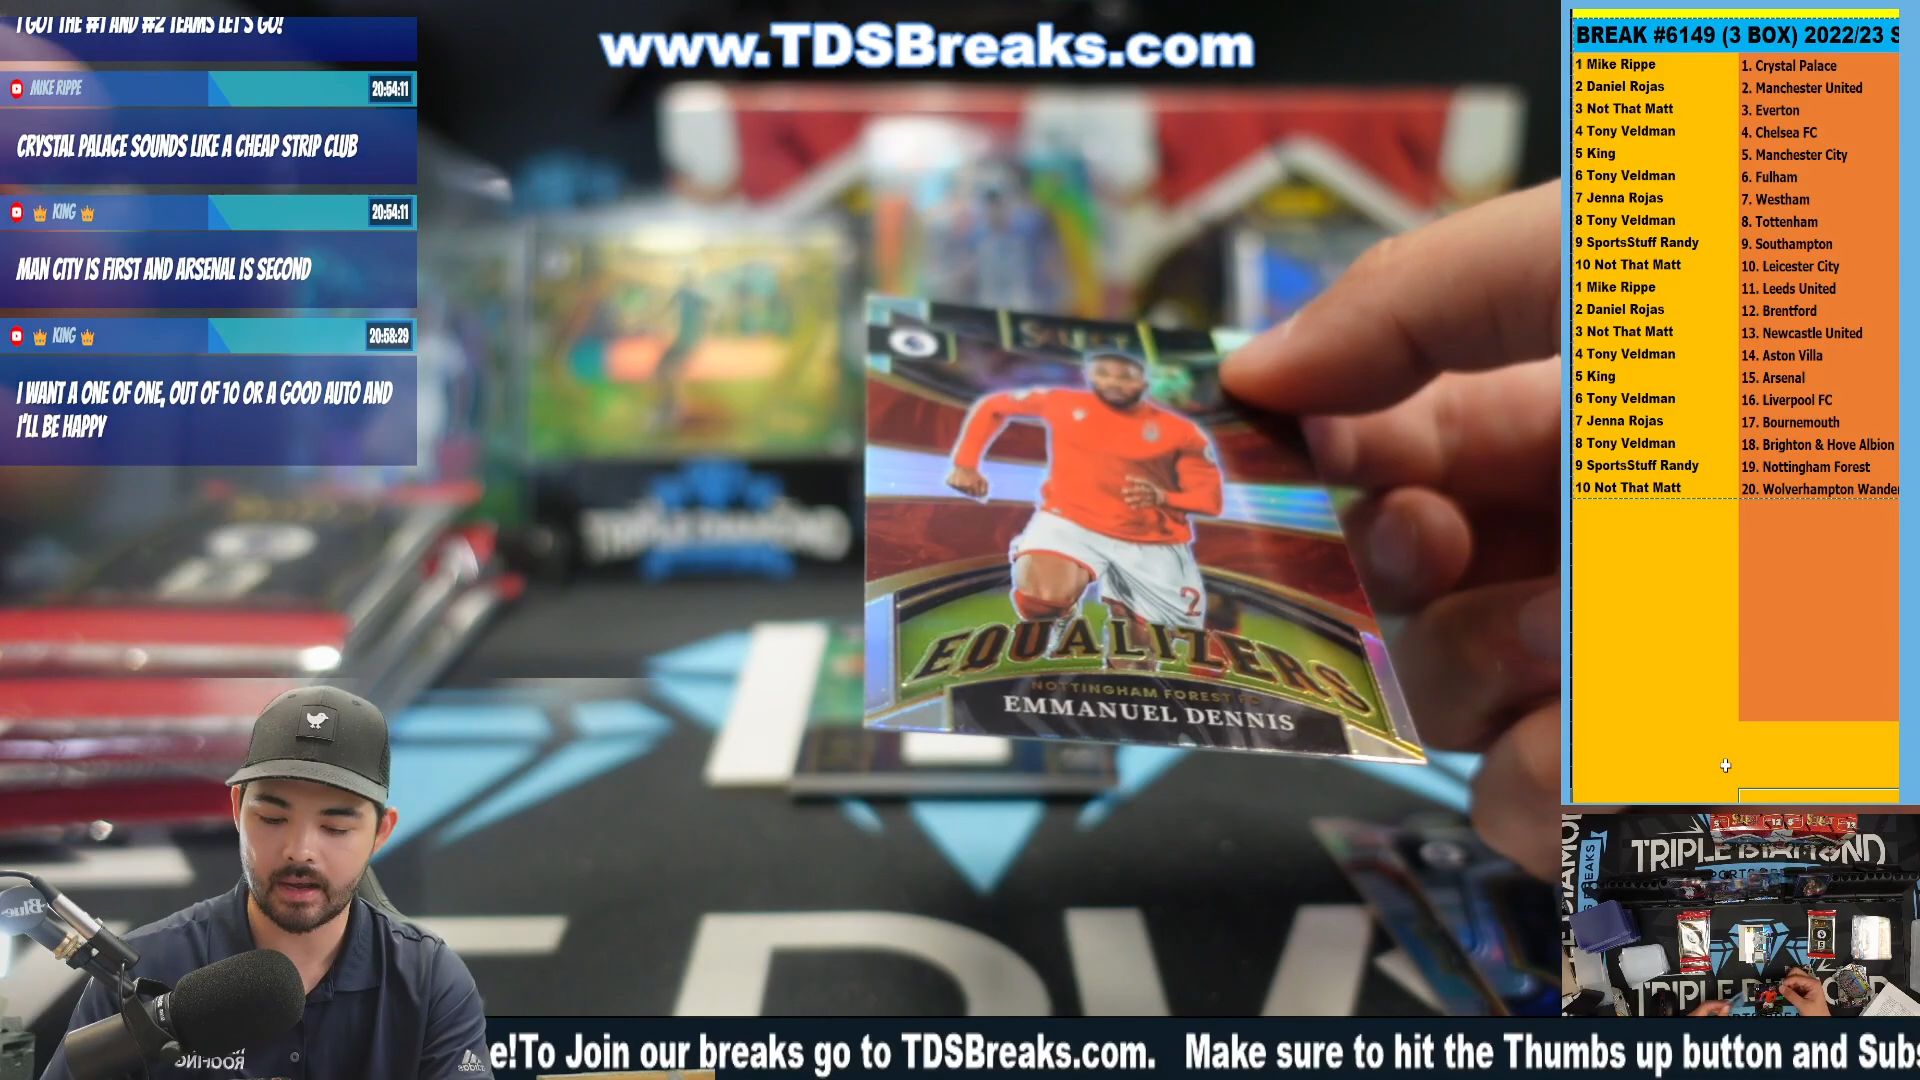 I GOT THE #1 AND #2 TEAMS LET'S GO!
MIKE RIPPE
20:54:11
CRYSTAL PALACE SOUNDS LIKE A CHEAP STRIP CLUB
KING
20:54:11
MAN CITY IS FIRST AND ARSENAL IS SECOND
KING
20:58:29
I WANT A ONE OF ONE, OUT OF 10 OR A GOOD AUTO AND
I'LL BE HAPPY
www.TDSBreaks.com
SELECT
EQUALIZERS
NOTTINGHAM FOREST FC
EMMANUEL DENNIS
2
TRIPLE DIAMOND
BREAK #6149 (3 BOX) 2022/23 S
1 Mike Rippe
2 Daniel Rojas
3 Not That Matt
4 Tony Veldman
5 King
6 Tony Veldman
7 Jenna Rojas
8 Tony Veldman
9 SportsStuff Randy
10 Not That Matt
1 Mike Rippe
2 Daniel Rojas
3 Not That Matt
4 Tony Veldman
5 King
6 Tony Veldman
7 Jenna Rojas
8 Tony Veldman
9 SportsStuff Randy
10 Not That Matt
1. Crystal Palace
2. Manchester United
3. Everton
4. Chelsea FC
5. Manchester City
6. Fulham
7. Westham
8. Tottenham
9. Southampton
10. Leicester City
11. Leeds United
12. Brentford
13. Newcastle United
14. Aston Villa
15. Arsenal
16. Liverpool FC
17. Bournemouth
18. Brighton & Hove Albion
19. Nottingham Forest
20. Wolverhampton Wande
TRIPLE DIAMOND
BREAKS
Blue
ROOFING
adidas
e!To Join our breaks go to TDSBreaks.com. Make sure to hit the Thumbs up button and Subs